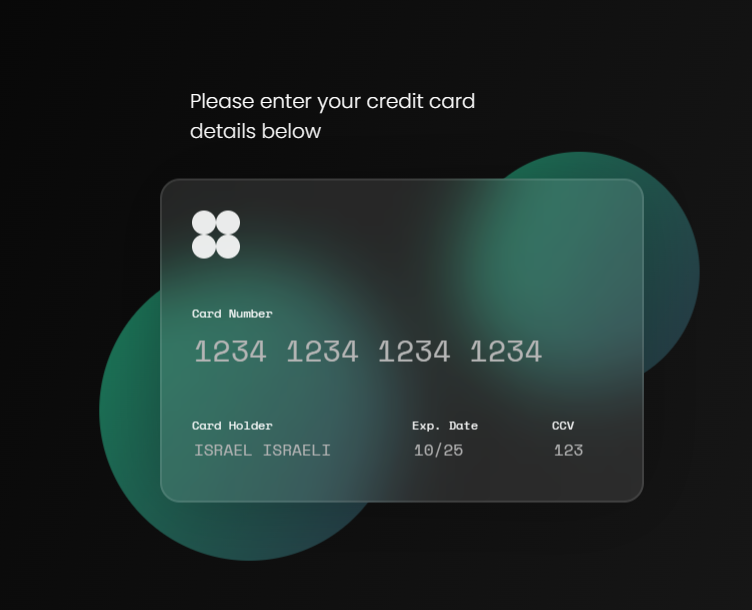 Please enter your credit card
details below
Card Number
1234 1234 1234 1234
Card Holder Exp. Date CCV
ISRAEL ISRAELI 10/25 123